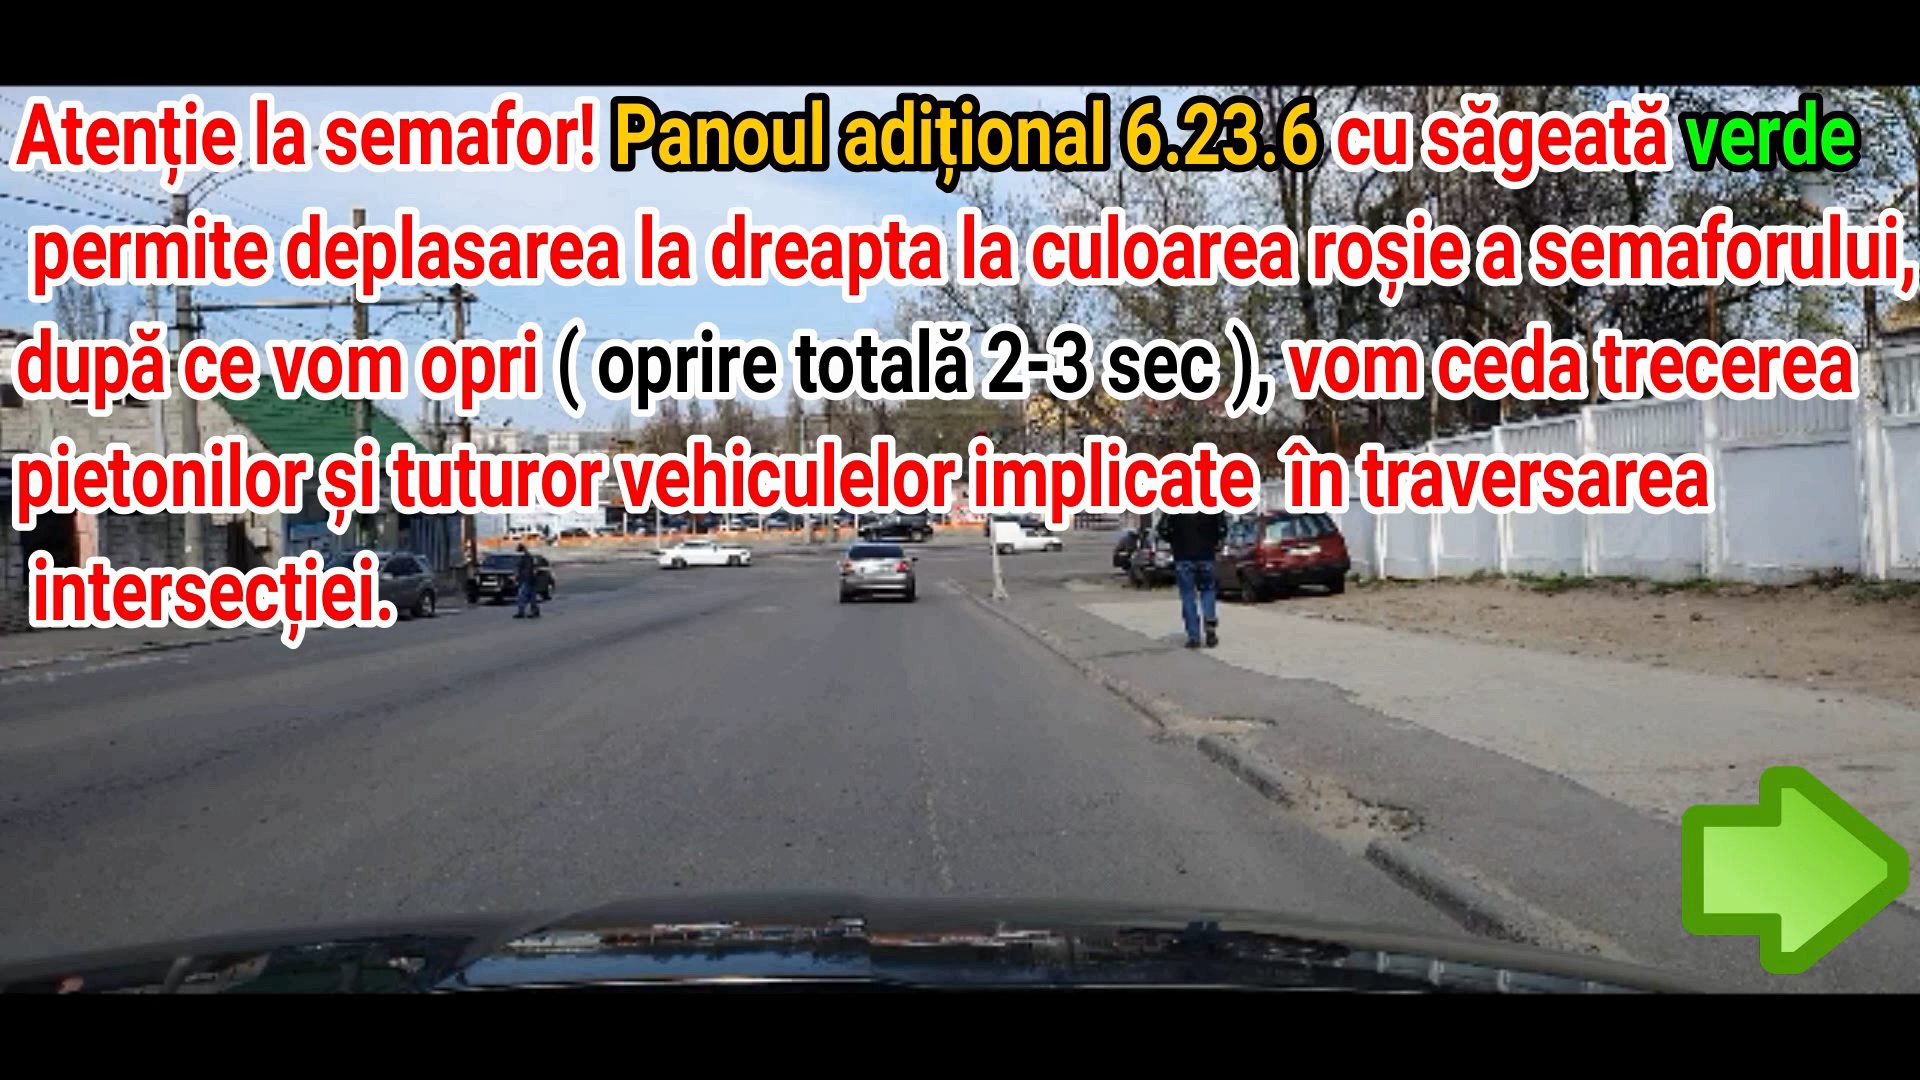 Atenție la semafor! Panoul adițional 6.23.6 cu săgeată verde
permite deplasarea la dreapta la culoarea roșie a semaforului,
după ce vom opri ( oprire totală 2-3 sec ), vom ceda trecerea
pietonilor și tuturor vehiculelor implicate în traversarea
intersecției.